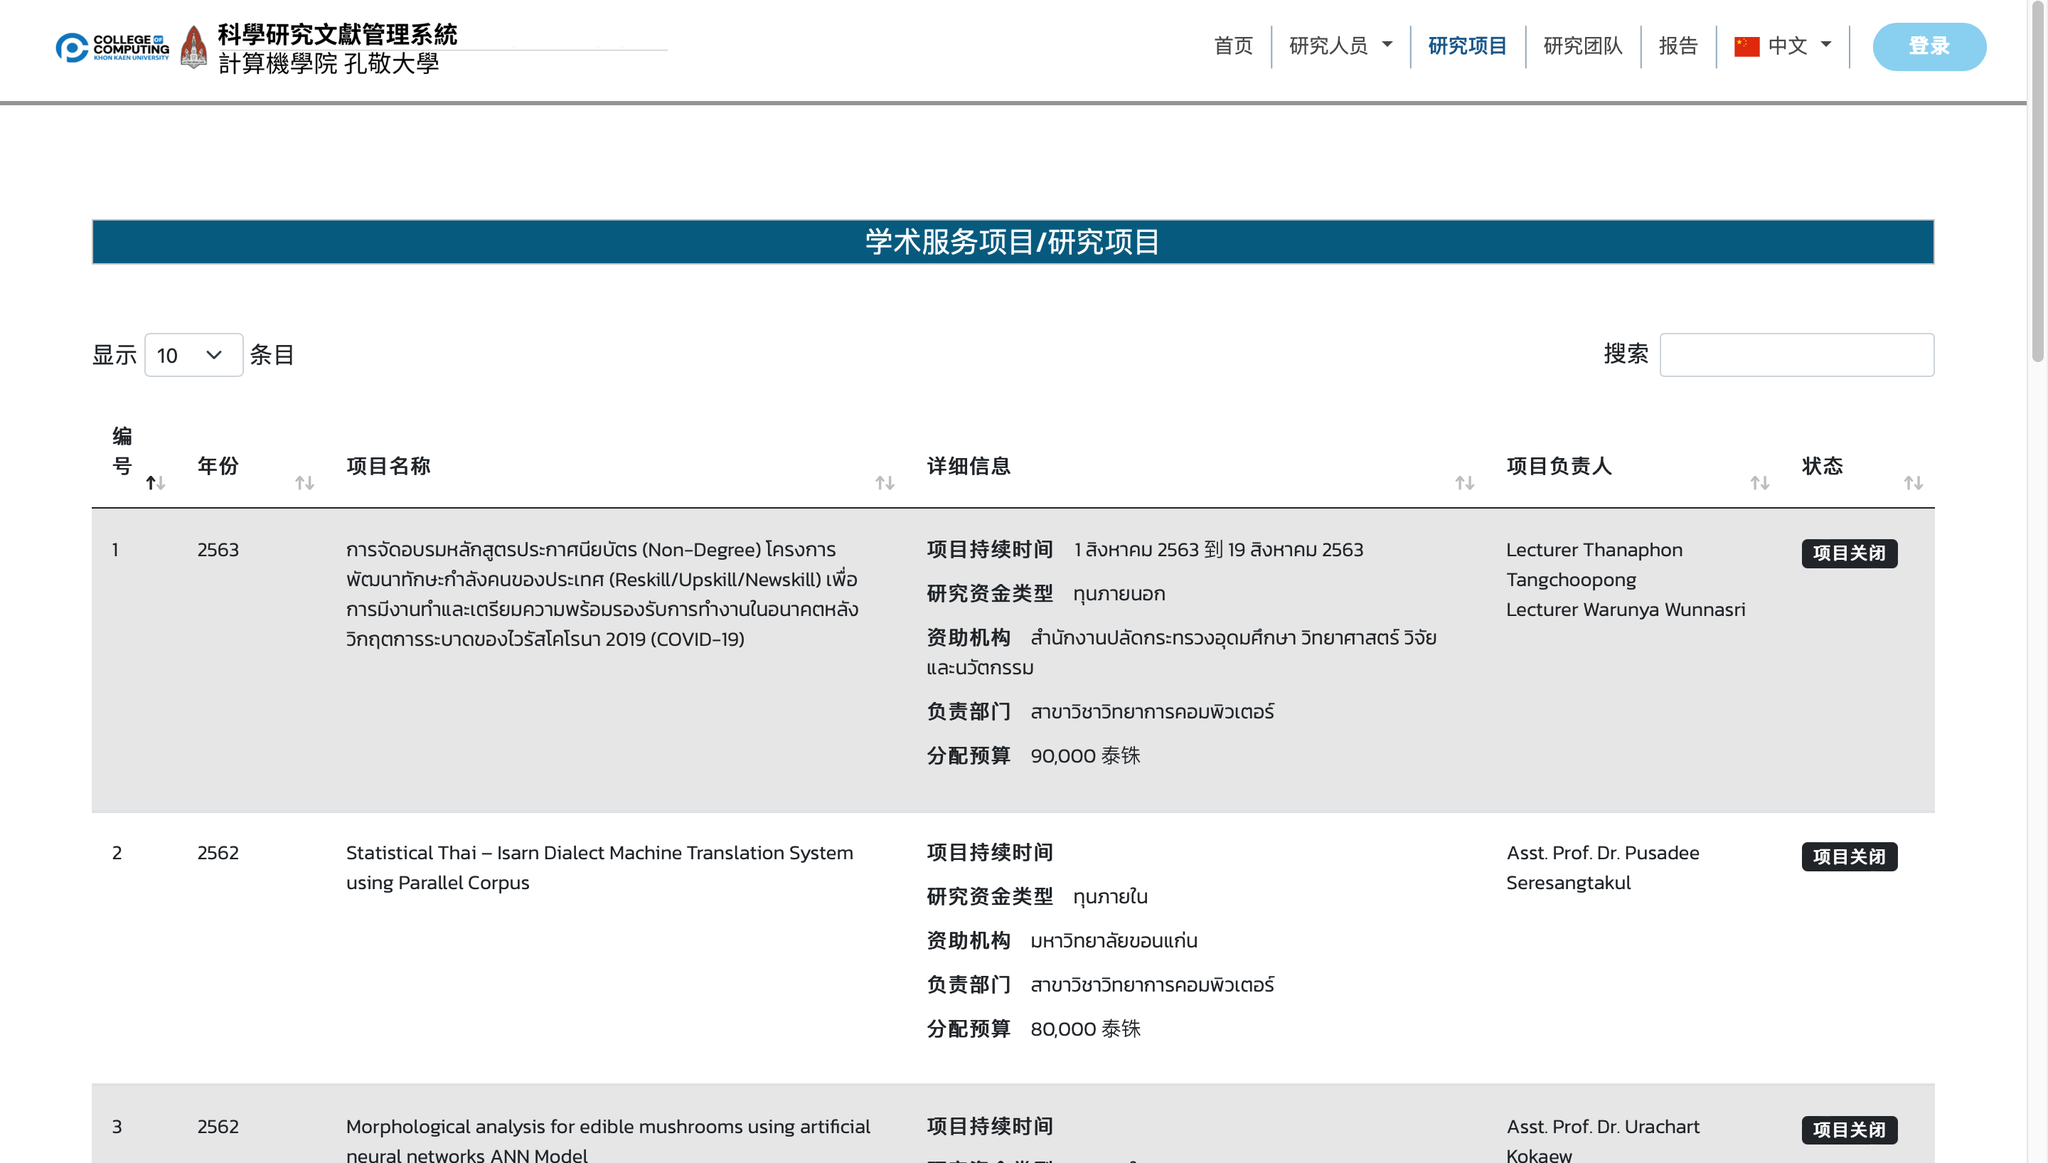 COLLEGE OF
COMPUTING
KHON KAEN UNIVERSITY
科學研究文獻管理系統
計算機學院 孔敬大學
首页 研究人员 研究项目 研究团队 报告 中文 登录
学术服务项目/研究项目
显示 10 条目 搜索
编号 年份 项目名称 详细信息 项目负责人 状态
1 2563
การจัดอบรมหลักสูตรประกาศนียบัตร (Non-Degree) โครงการ
พัฒนาทักษะกำลังคนของประเทศ (Reskill/Upskill/Newskill) เพื่อ
การมีงานทำและเตรียมความพร้อมรองรับการทำงานในอนาคตหลัง
วิกฤตการระบาดของไวรัสโคโรนา 2019 (COVID-19)
项目持续时间 1 สิงหาคม 2563 到 19 สิงหาคม 2563
研究资金类型 ทุนภายนอก
资助机构 สำนักงานปลัดกระทรวงอุดมศึกษา วิทยาศาสตร์ วิจัย
และนวัตกรรม
负责部门 สาขาวิชาวิทยาการคอมพิวเตอร์
分配预算 90,000 泰铢
Lecturer Thanaphon
Tangchoopong
Lecturer Warunya Wunnasri
项目关闭
2 2562
Statistical Thai – Isarn Dialect Machine Translation System
using Parallel Corpus
项目持续时间
研究资金类型 ทุนภายใน
资助机构 มหาวิทยาลัยขอนแก่น
负责部门 สาขาวิชาวิทยาการคอมพิวเตอร์
分配预算 80,000 泰铢
Asst. Prof. Dr. Pusadee
Seresangtakul
项目关闭
3 2562
Morphological analysis for edible mushrooms using artificial
neural networks ANN Model
项目持续时间
Asst. Prof. Dr. Urachart
Kokaew
项目关闭